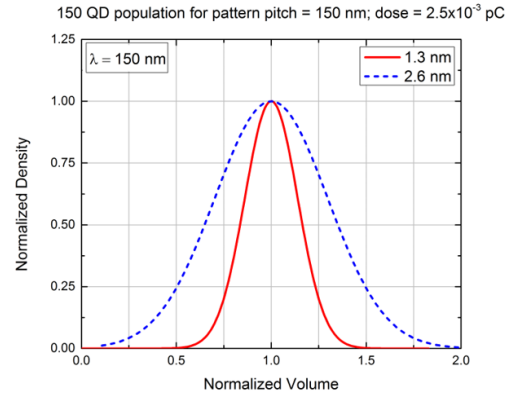 150 QD population for pattern pitch = 150 nm; dose = 2.5x10⁻³ pC
λ = 150 nm
1.3 nm
2.6 nm
1.25
1.00
0.75
0.50
0.25
0.00
Normalized Density
0.0 0.5 1.0 1.5 2.0
Normalized Volume